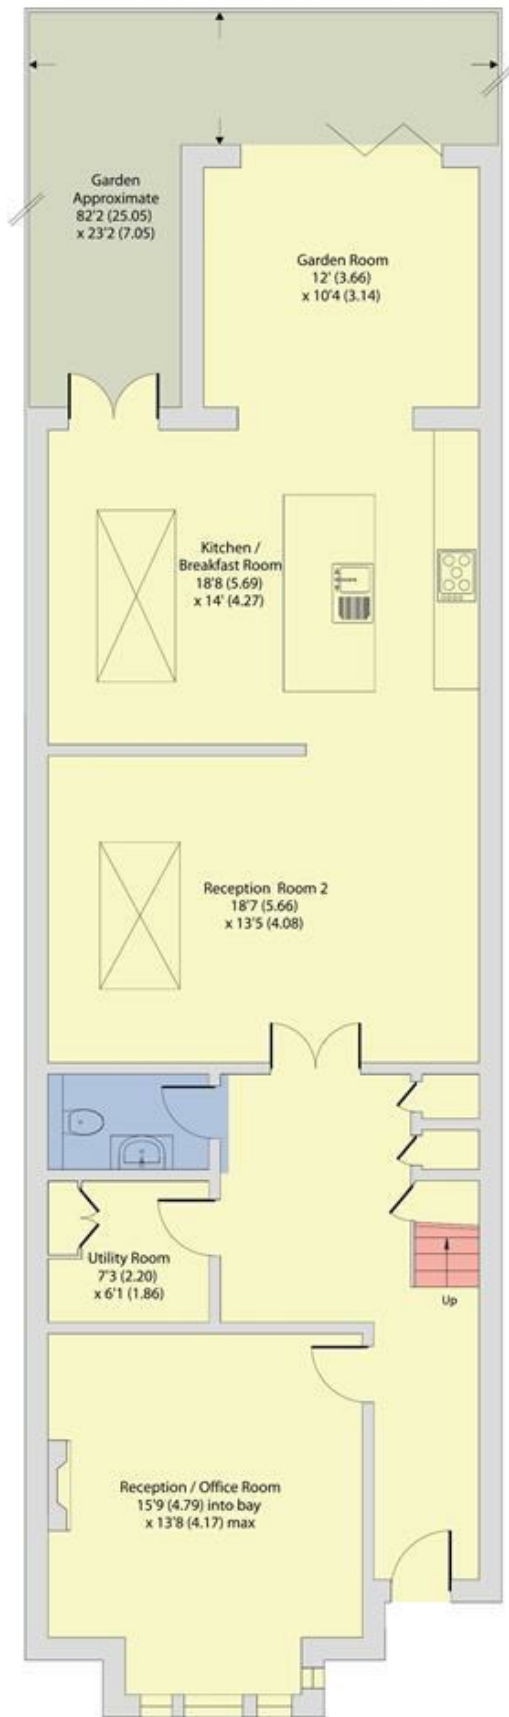 Garden
Approximate
82'2 (25.05)
x 23'2 (7.05)
Garden Room
12' (3.66)
x 10'4 (3.14)
Kitchen /
Breakfast Room
18'8 (5.69)
x 14' (4.27)
Reception Room 2
18'7 (5.66)
x 13'5 (4.08)
Utility Room
7'3 (2.20)
x 6'1 (1.86)
Up
Reception / Office Room
15'9 (4.79) into bay
x 13'8 (4.17) max